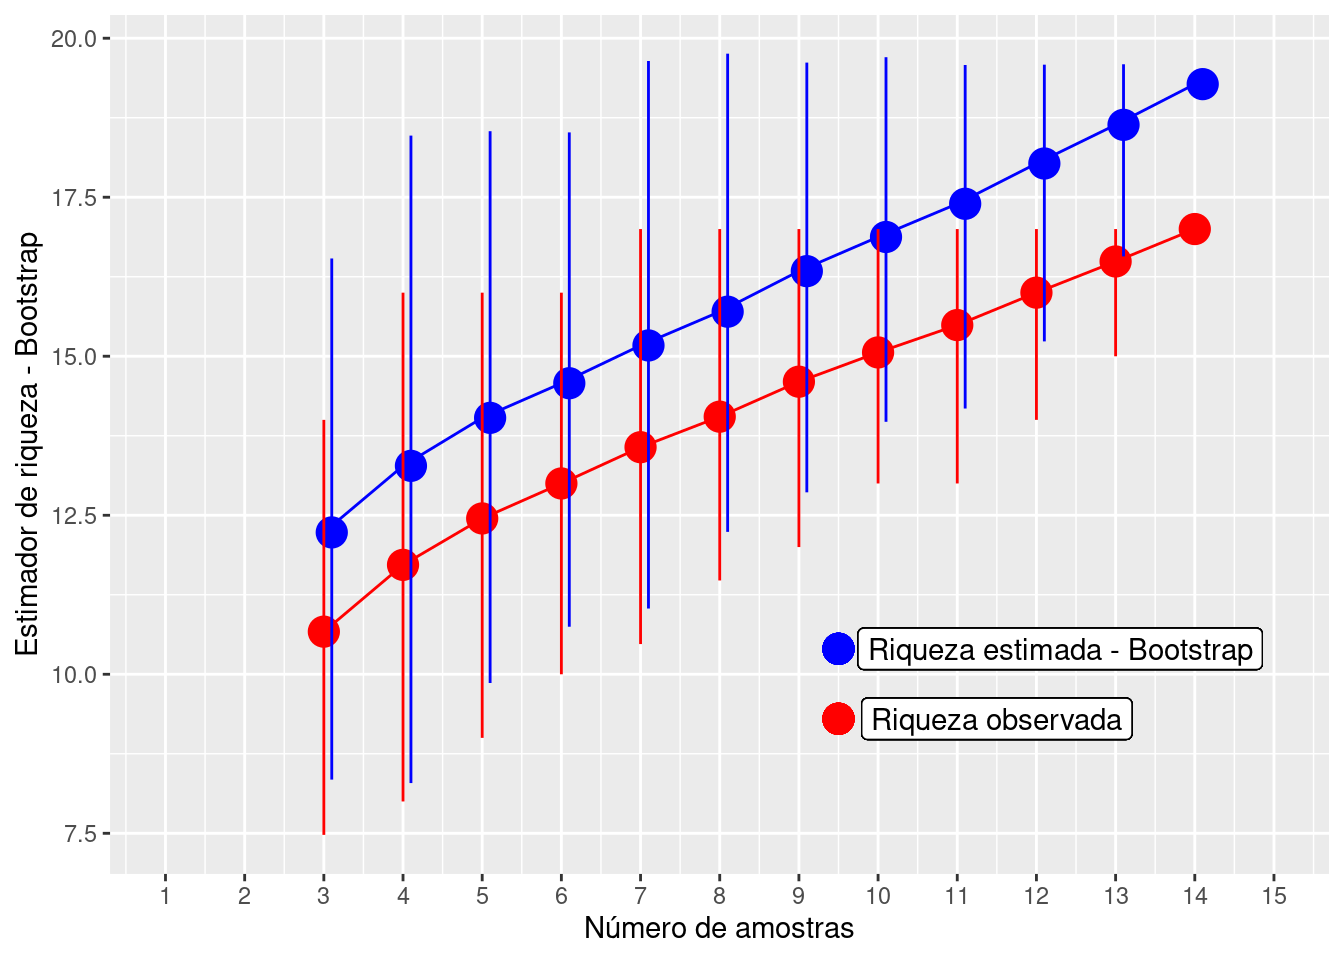 Estimador de riqueza - Bootstrap
20.0
17.5
15.0
12.5
10.0
7.5
Riqueza estimada - Bootstrap
Riqueza observada
1 2 3 4 5 6 7 8 9 10 11 12 13 14 15
Número de amostras